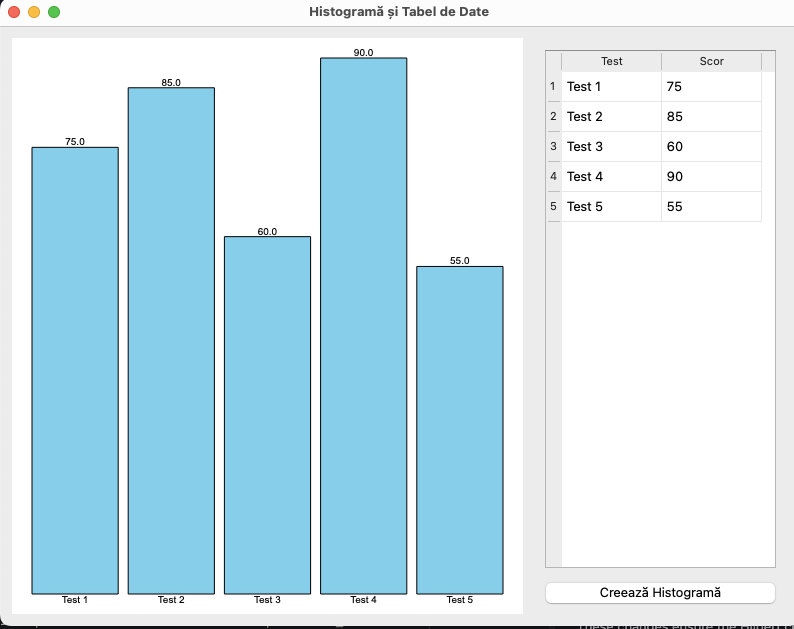 Histogramă și Tabel de Date
90.0
85.0
75.0
60.0
55.0
Test 1 Test 2 Test 3 Test 4 Test 5
Test Scor
1 Test 1 75
2 Test 2 85
3 Test 3 60
4 Test 4 90
5 Test 5 55
Creează Histogramă